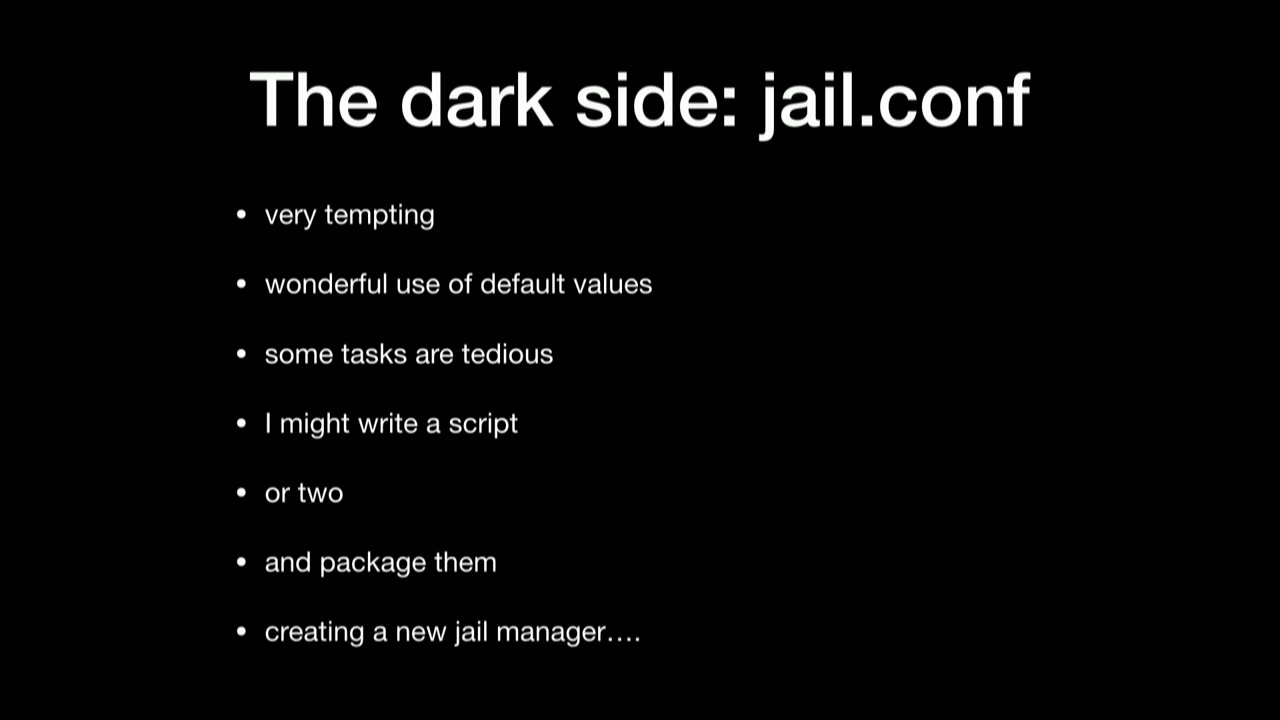 The dark side: jail.conf
• very tempting
• wonderful use of default values
• some tasks are tedious
• I might write a script
• or two
• and package them
• creating a new jail manager….